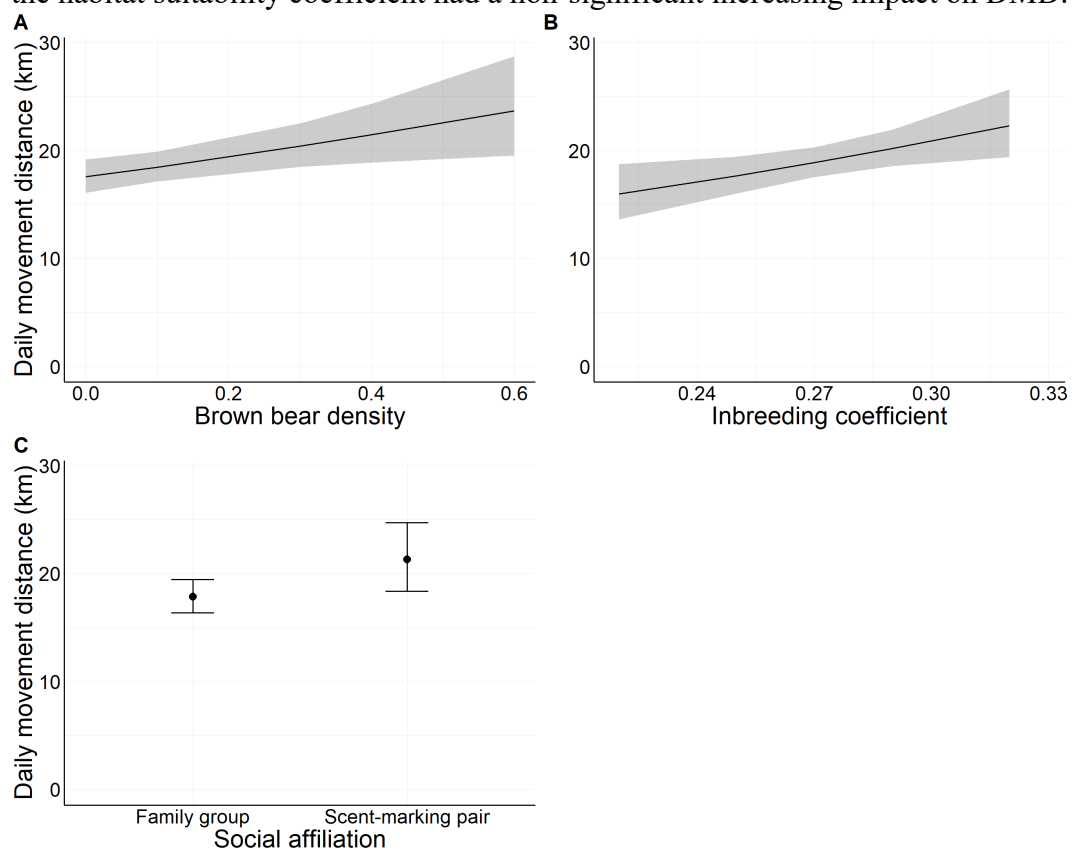 the habitat suitability coefficient had a non-significant increasing impact on DMD.
A
B
Daily movement distance (km)
30
20
10
0
0.0 0.2 0.4 0.6
Brown bear density
30
20
10
0
0.24 0.27 0.30 0.33
Inbreeding coefficient
C
Daily movement distance (km)
30
20
10
0
Family group Scent-marking pair
Social affiliation